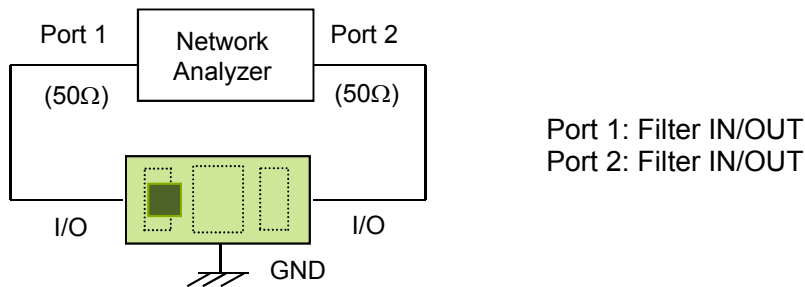 Port 1
Network
Analyzer
Port 2
(50Ω)
(50Ω)
Port 1: Filter IN/OUT
Port 2: Filter IN/OUT
I/O
I/O
GND